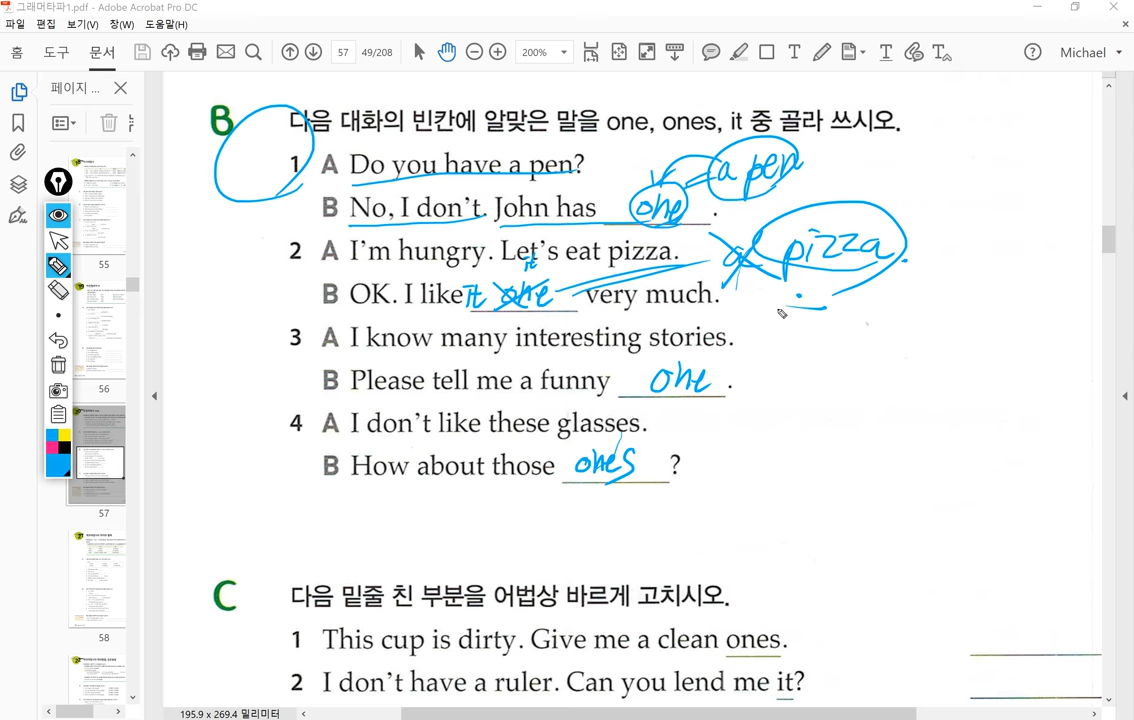 그래머타파1.pdf - Adobe Acrobat Pro DC
파일 편집 보기(V) 창(W) 도움말(H)
홈 도구 문서 57 49/208 200% Michael
페이지 ...
55
56
57
58
B 다음 대화의 빈칸에 알맞은 말을 one, ones, it 중 골라 쓰시오.
1 A Do you have a pen?
a pen
B No, I don't. John has one.
2 A I'm hungry. Let's eat pizza.
a pizza.
it
B OK. I like it one very much.
3 A I know many interesting stories.
B Please tell me a funny one.
4 A I don't like these glasses.
B How about those ones?
C 다음 밑줄 친 부분을 어법상 바르게 고치시오.
1 This cup is dirty. Give me a clean ones.
2 I don't have a ruler. Can you lend me it?
195.9 x 269.4 밀리미터